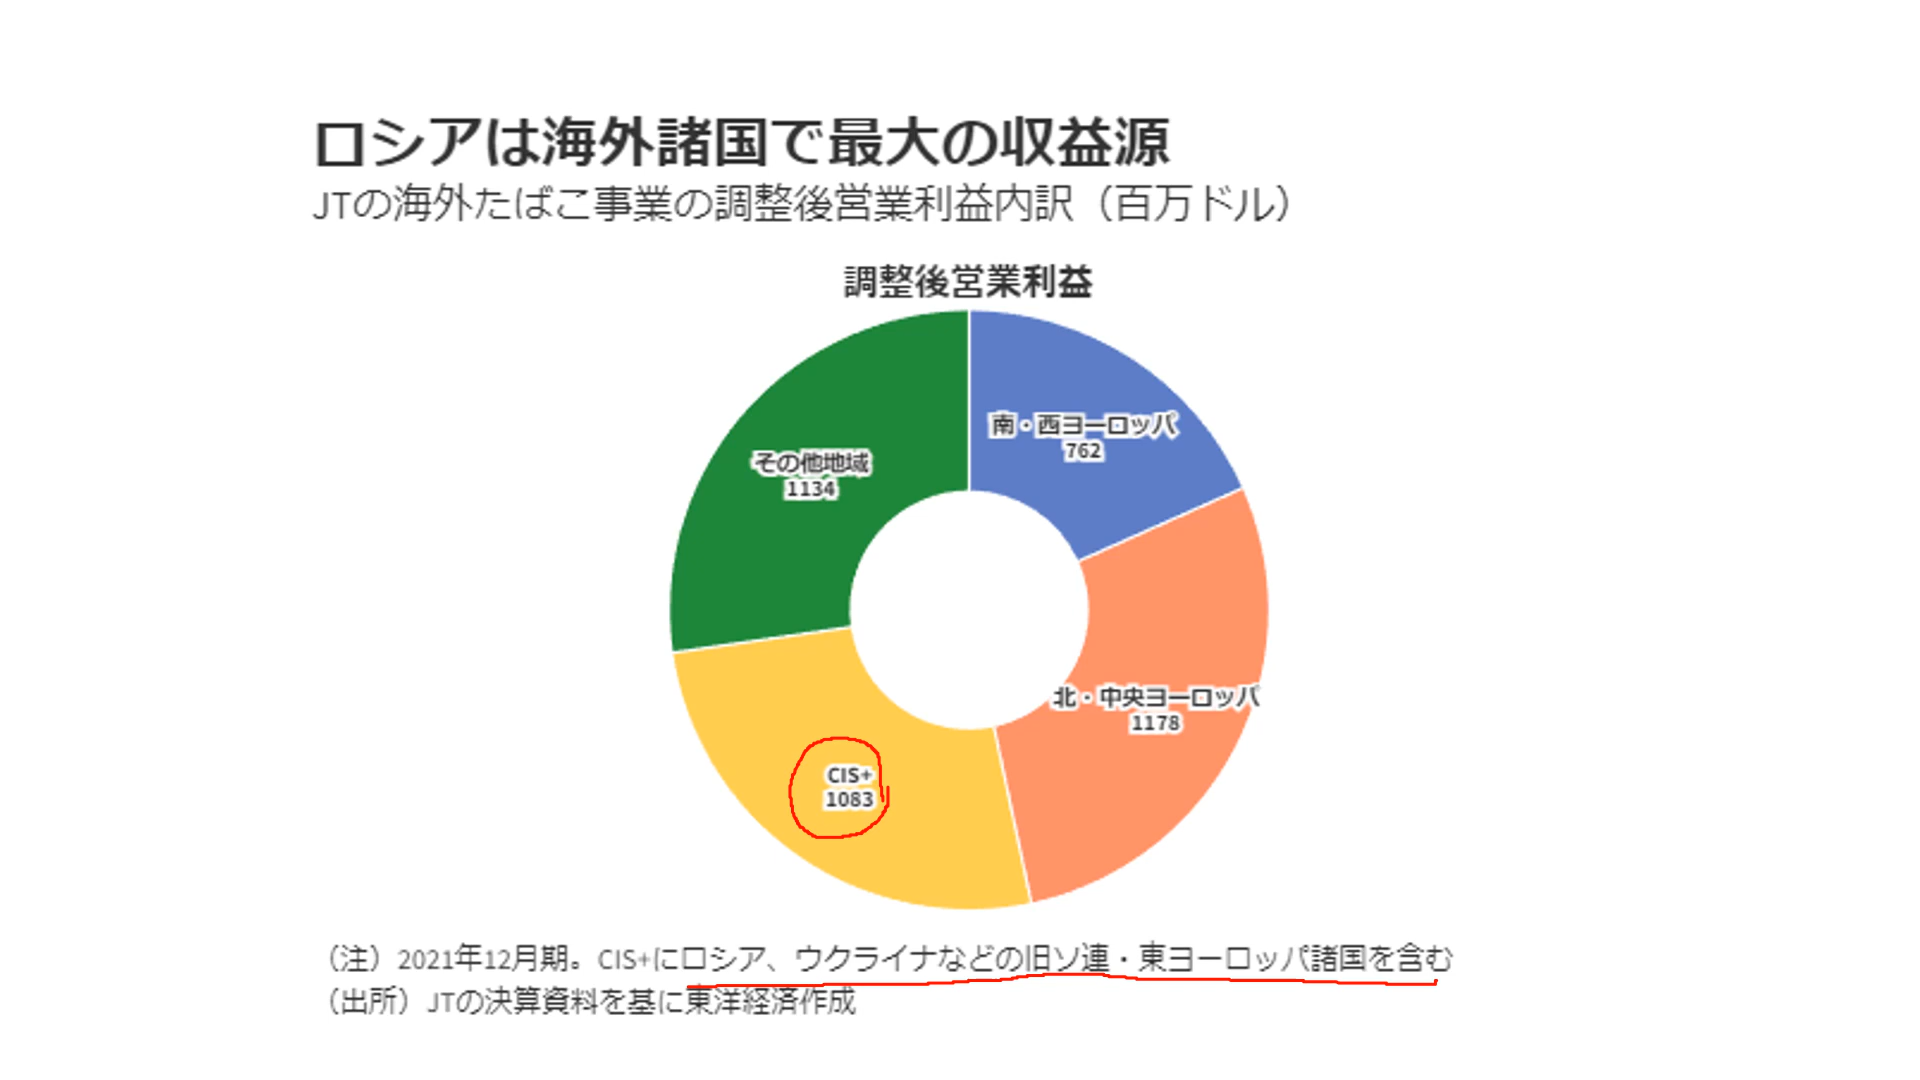 ロシアは海外諸国で最大の収益源
JTの海外たばこ事業の調整後営業利益内訳（百万ドル）
調整後営業利益
南・西ヨーロッパ
762
その他地域
1134
北・中央ヨーロッパ
1178
CIS+
1083
（注）2021年12月期。CIS+にロシア、ウクライナなどの旧ソ連・東ヨーロッパ諸国を含む
（出所）JTの決算資料を基に東洋経済作成